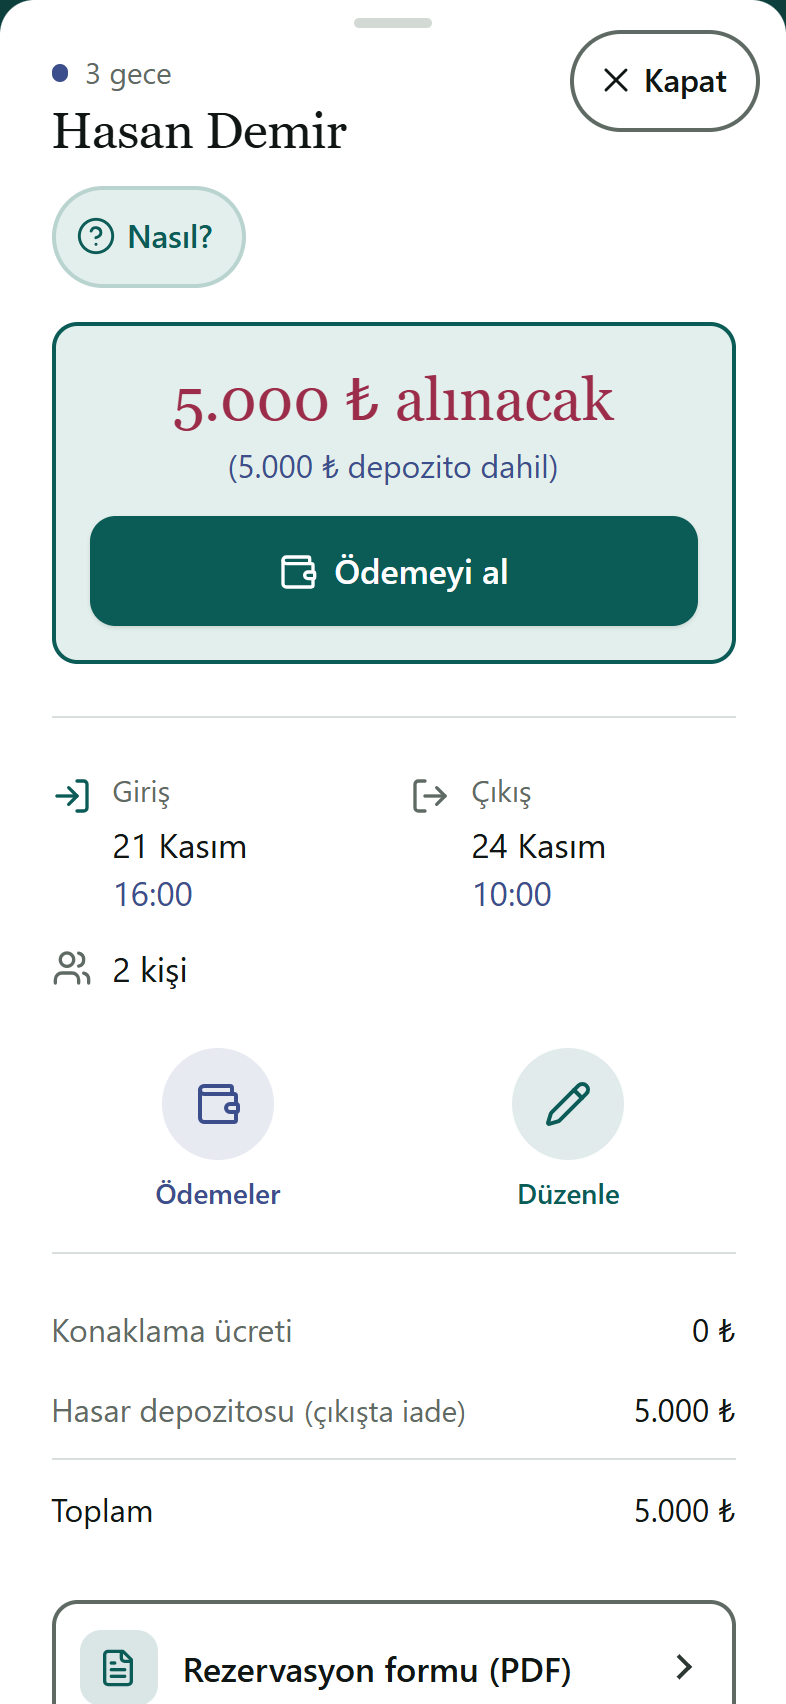 3 gece
Kapat
Hasan Demir
Nasıl?
5.000 ₺ alınacak
(5.000 ₺ depozito dahil)
Ödemeyi al
Giriş
21 Kasım
16:00
Çıkış
24 Kasım
10:00
2 kişi
Ödemeler
Düzenle
Konaklama ücreti 0 ₺
Hasar depozitosu (çıkışta iade) 5.000 ₺
Toplam 5.000 ₺
Rezervasyon formu (PDF)